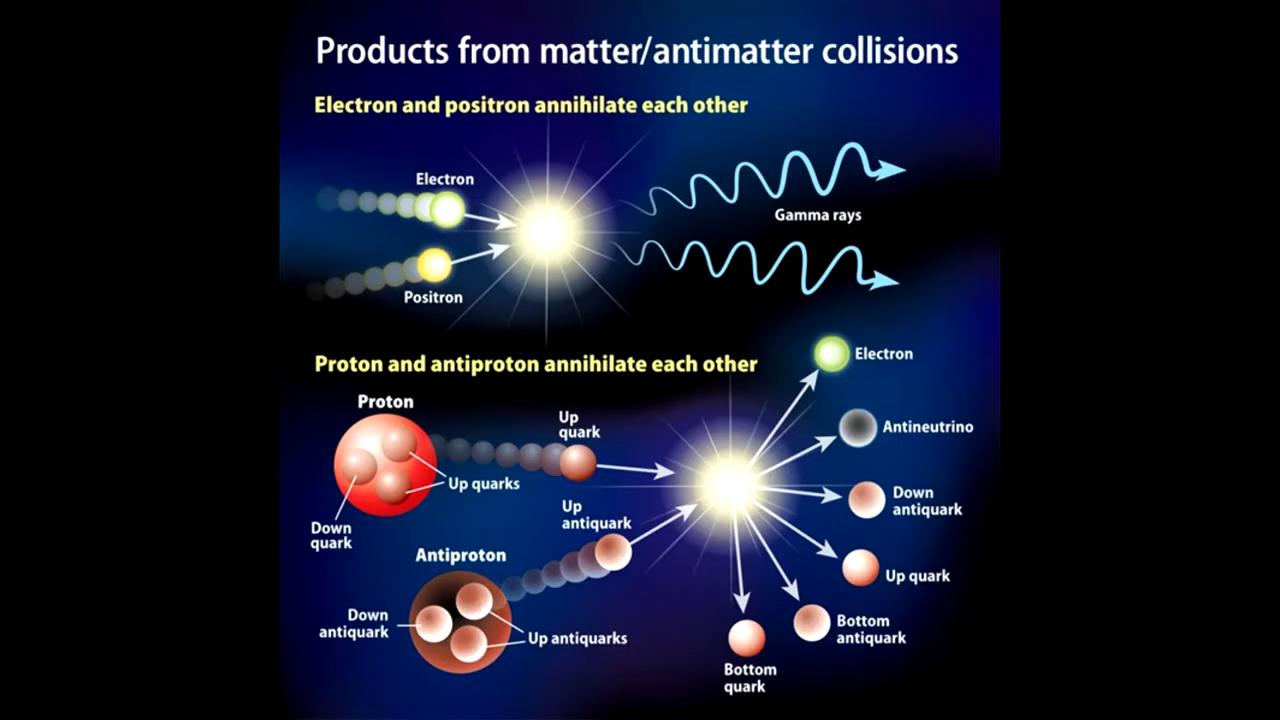 Products from matter/antimatter collisions
Electron and positron annihilate each other
Electron
Gamma rays
Positron
Proton and antiproton annihilate each other
Electron
Proton
Up
quark
Antineutrino
Up quarks
Down
antiquark
Up
antiquark
Down
quark
Antiproton
Up quark
Down
antiquark
Up antiquarks
Bottom
antiquark
Bottom
quark